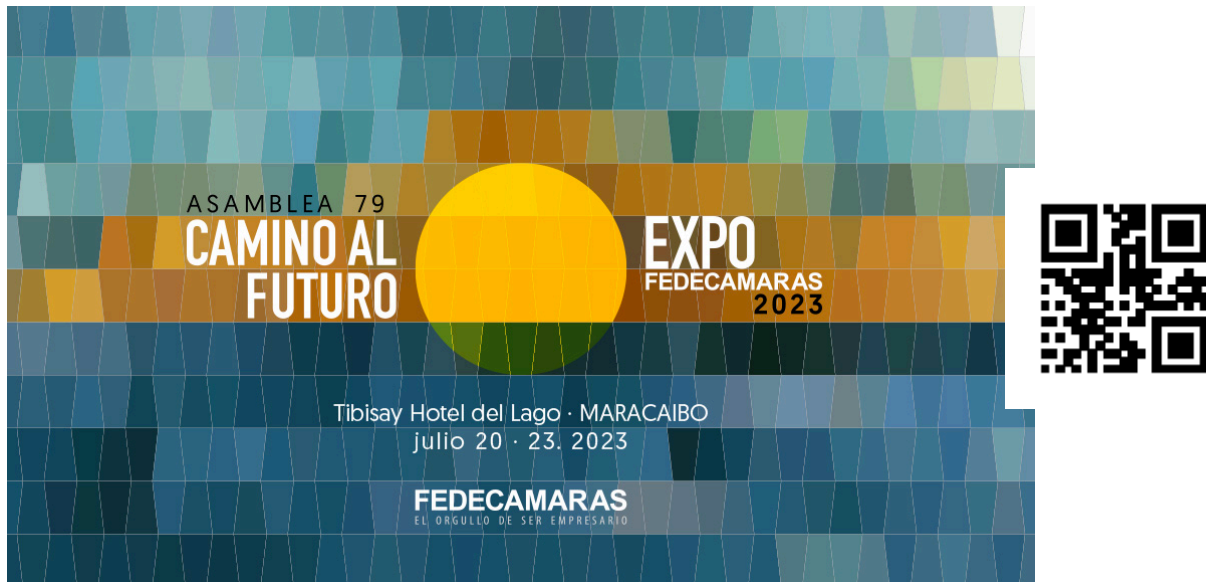 ASAMBLEA 79
CAMINO AL
FUTURO
EXPO
FEDECAMARAS
2023
Tibisay Hotel del Lago · MARACAIBO
julio 20 · 23. 2023
FEDECAMARAS
EL ORGULLO DE SER EMPRESARIO